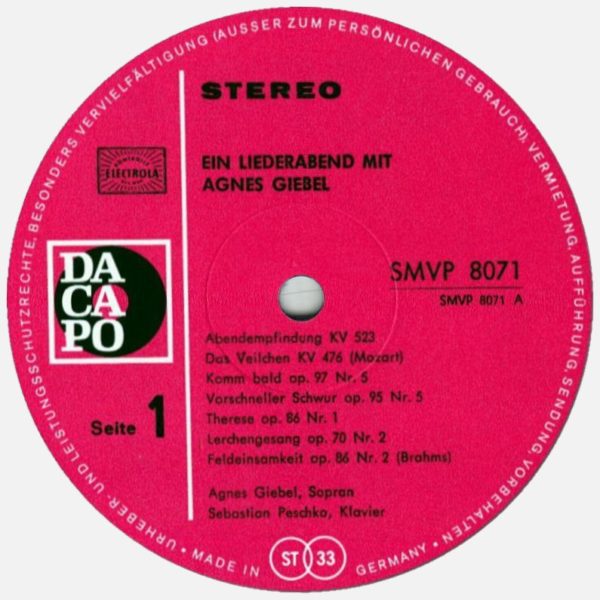 URHEBER- UND LEISTUNGSSCHUTZRECHTE, BESONDERS VERVIELFÄLTIGUNG (AUSSER ZUM PERSÖNLICHEN GEBRAUCH), VERMIETUNG, AUFFÜHRUNG, SENDUNG, VORBEHALTEN •
STEREO
EIN LIEDERABEND MIT
AGNES GIEBEL
ELECTROLA
DA
CA
PO
SMVP 8071
SMVP 8071 A
Abendempfindung KV 523
Das Veilchen KV 476 (Mozart)
Komm bald op. 97 Nr. 5
Vorschneller Schwur op. 95 Nr. 5
Therese op. 86 Nr. 1
Lerchengesang op. 70 Nr. 2
Feldeinsamkeit op. 86 Nr. 2 (Brahms)
Seite 1
Agnes Giebel, Sopran
Sebastian Peschko, Klavier
• MADE IN GERMANY •
ST 33